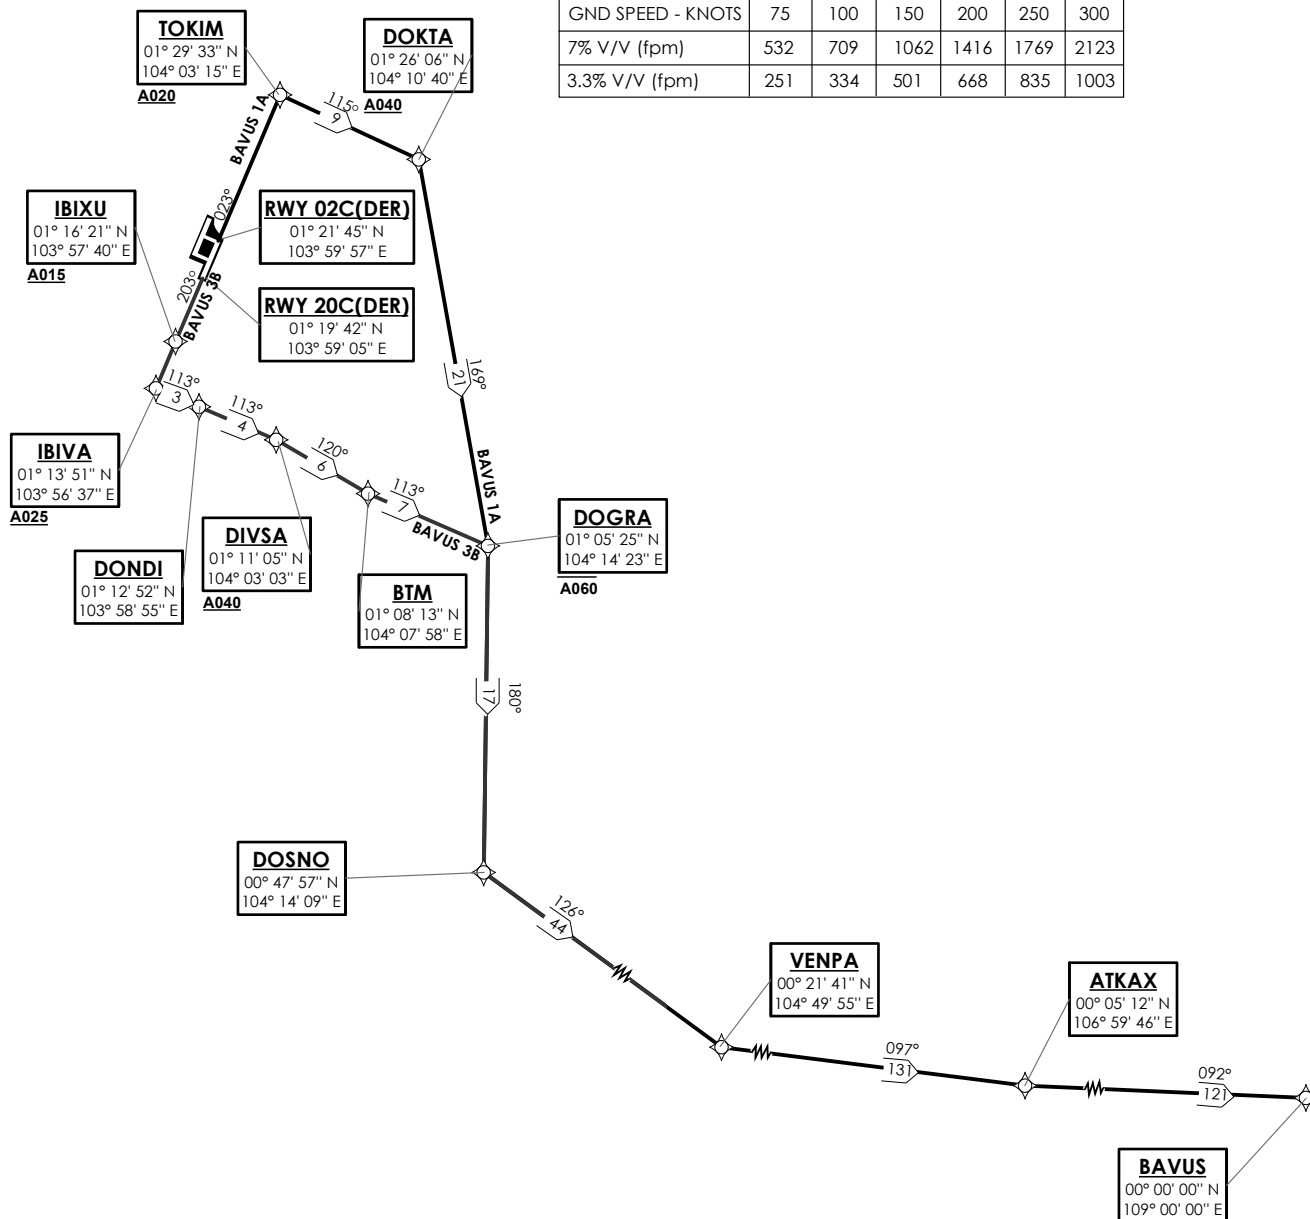 GND SPEED - KNOTS 75 100 150 200 250 300
7% V/V (fpm) 532 709 1062 1416 1769 2123
3.3% V/V (fpm) 251 334 501 668 835 1003
TOKIM
01° 29' 33" N
104° 03' 15" E
A020
DOKTA
01° 26' 06" N
104° 10' 40" E
A040
115°
9
BAVUS 1A
023°
IBIXU
01° 16' 21" N
103° 57' 40" E
A015
RWY 02C(DER)
01° 21' 45" N
103° 59' 57" E
203°
BAVUS 3B
RWY 20C(DER)
01° 19' 42" N
103° 59' 05" E
169°
21
113°
3
113°
4
120°
6
113°
7
BAVUS 1A
BAVUS 3B
IBIVA
01° 13' 51" N
103° 56' 37" E
A025
DIVSA
01° 11' 05" N
104° 03' 03" E
A040
DOGRA
01° 05' 25" N
104° 14' 23" E
A060
DONDI
01° 12' 52" N
103° 58' 55" E
BTM
01° 08' 13" N
104° 07' 58" E
180°
17
DOSNO
00° 47' 57" N
104° 14' 09" E
126°
44
VENPA
00° 21' 41" N
104° 49' 55" E
ATKAX
00° 05' 12" N
106° 59' 46" E
097°
131
092°
121
BAVUS
00° 00' 00" N
109° 00' 00" E